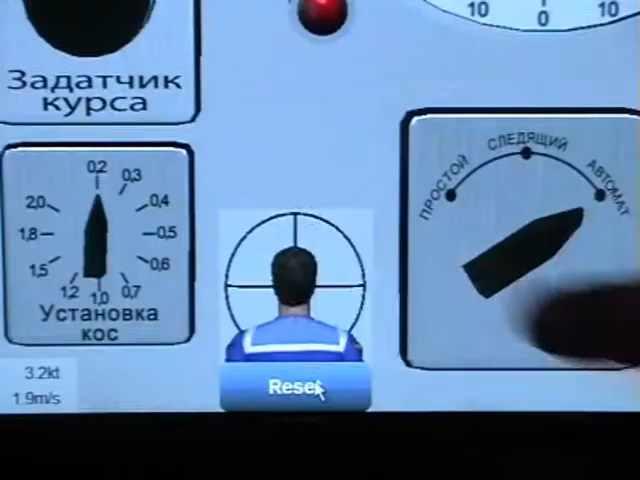 10 0 10
Задатчик
курса
ПРОСТОЙ СЛЕДЯЩИЙ АВТОМАТ
0,2
2,0 0,3
0,4
1,8 0,5
1,5 0,6
1,2 1,0 0,7
Установка
кос
3.2kt
1.9m/s
Reset